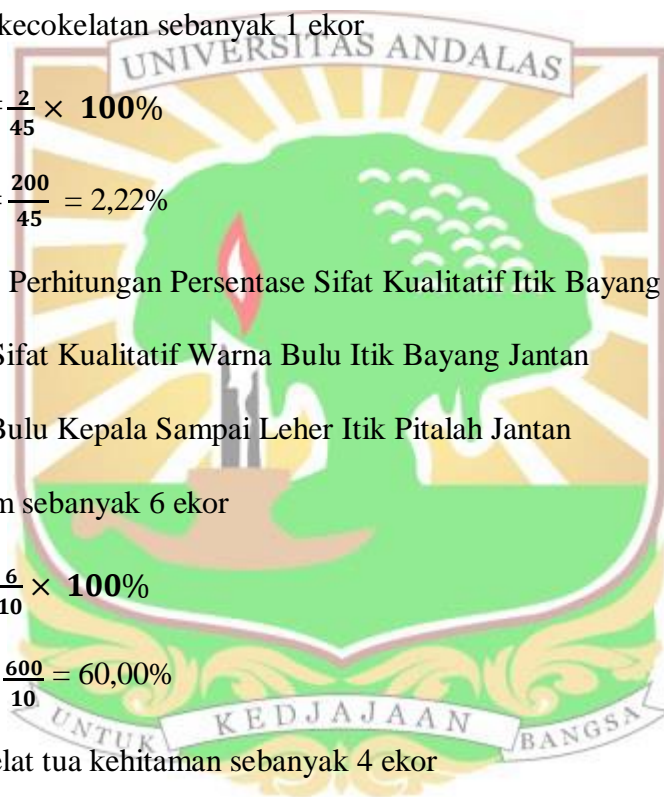 kecokelatan sebanyak 1 ekor
UNIVERSITAS ANDALAS
= 2/45 × 100%
= 200/45 = 2,22%
Perhitungan Persentase Sifat Kualitatif Itik Bayang
Sifat Kualitatif Warna Bulu Itik Bayang Jantan
Bulu Kepala Sampai Leher Itik Pitalah Jantan
m sebanyak 6 ekor
6/10 × 100%
600/10 = 60,00%
UNTUK KEDJAJAAN BANGSA
elat tua kehitaman sebanyak 4 ekor